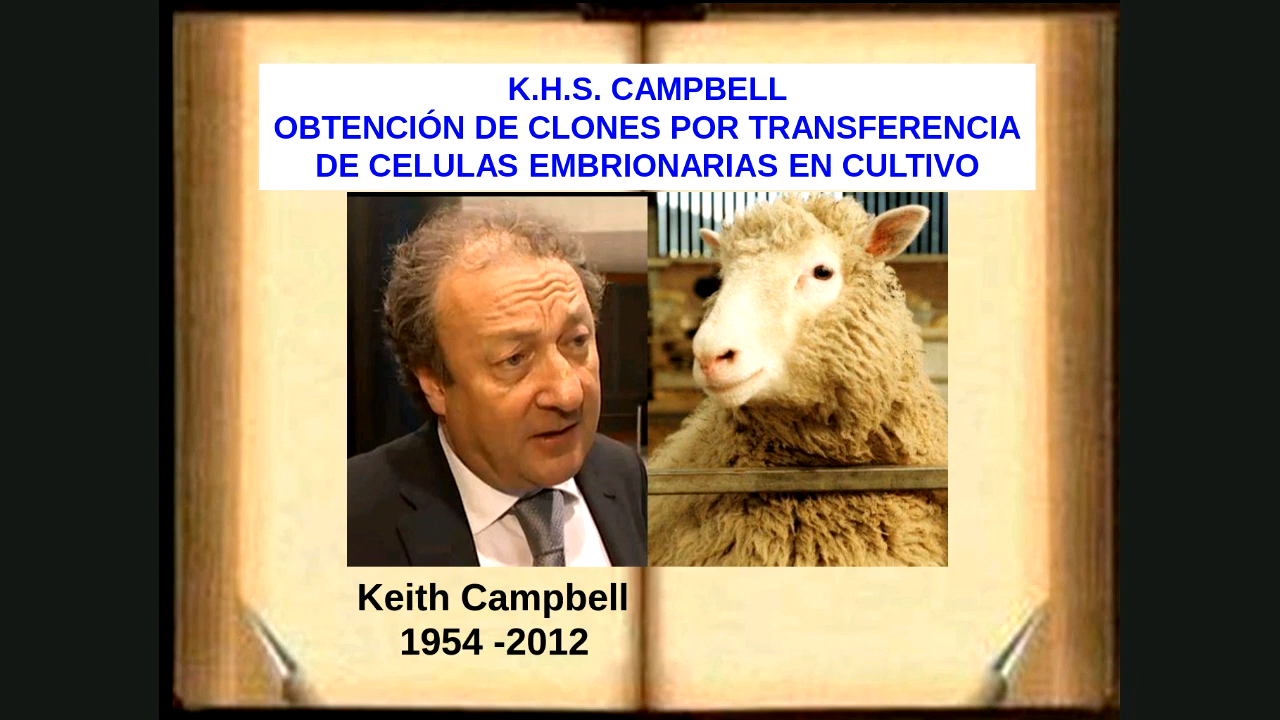 K.H.S. CAMPBELL
OBTENCIÓN DE CLONES POR TRANSFERENCIA
DE CELULAS EMBRIONARIAS EN CULTIVO
Keith Campbell
1954 -2012